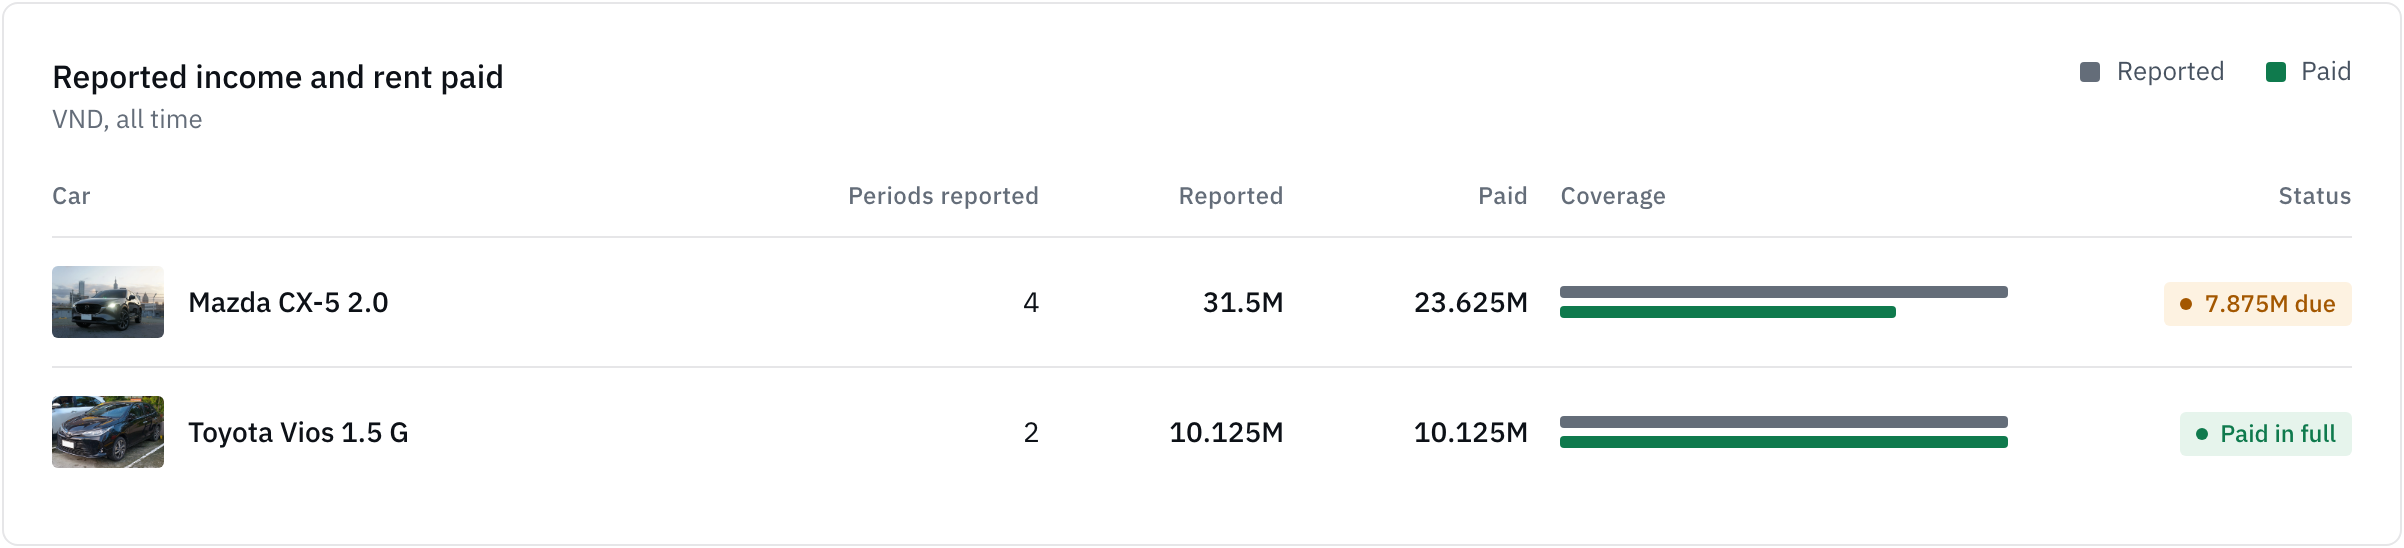 Reported income and rent paid
VND, all time
Reported Paid
Car Periods reported Reported Paid Coverage Status
Mazda CX-5 2.0 4 31.5M 23.625M 7.875M due
Toyota Vios 1.5 G 2 10.125M 10.125M Paid in full